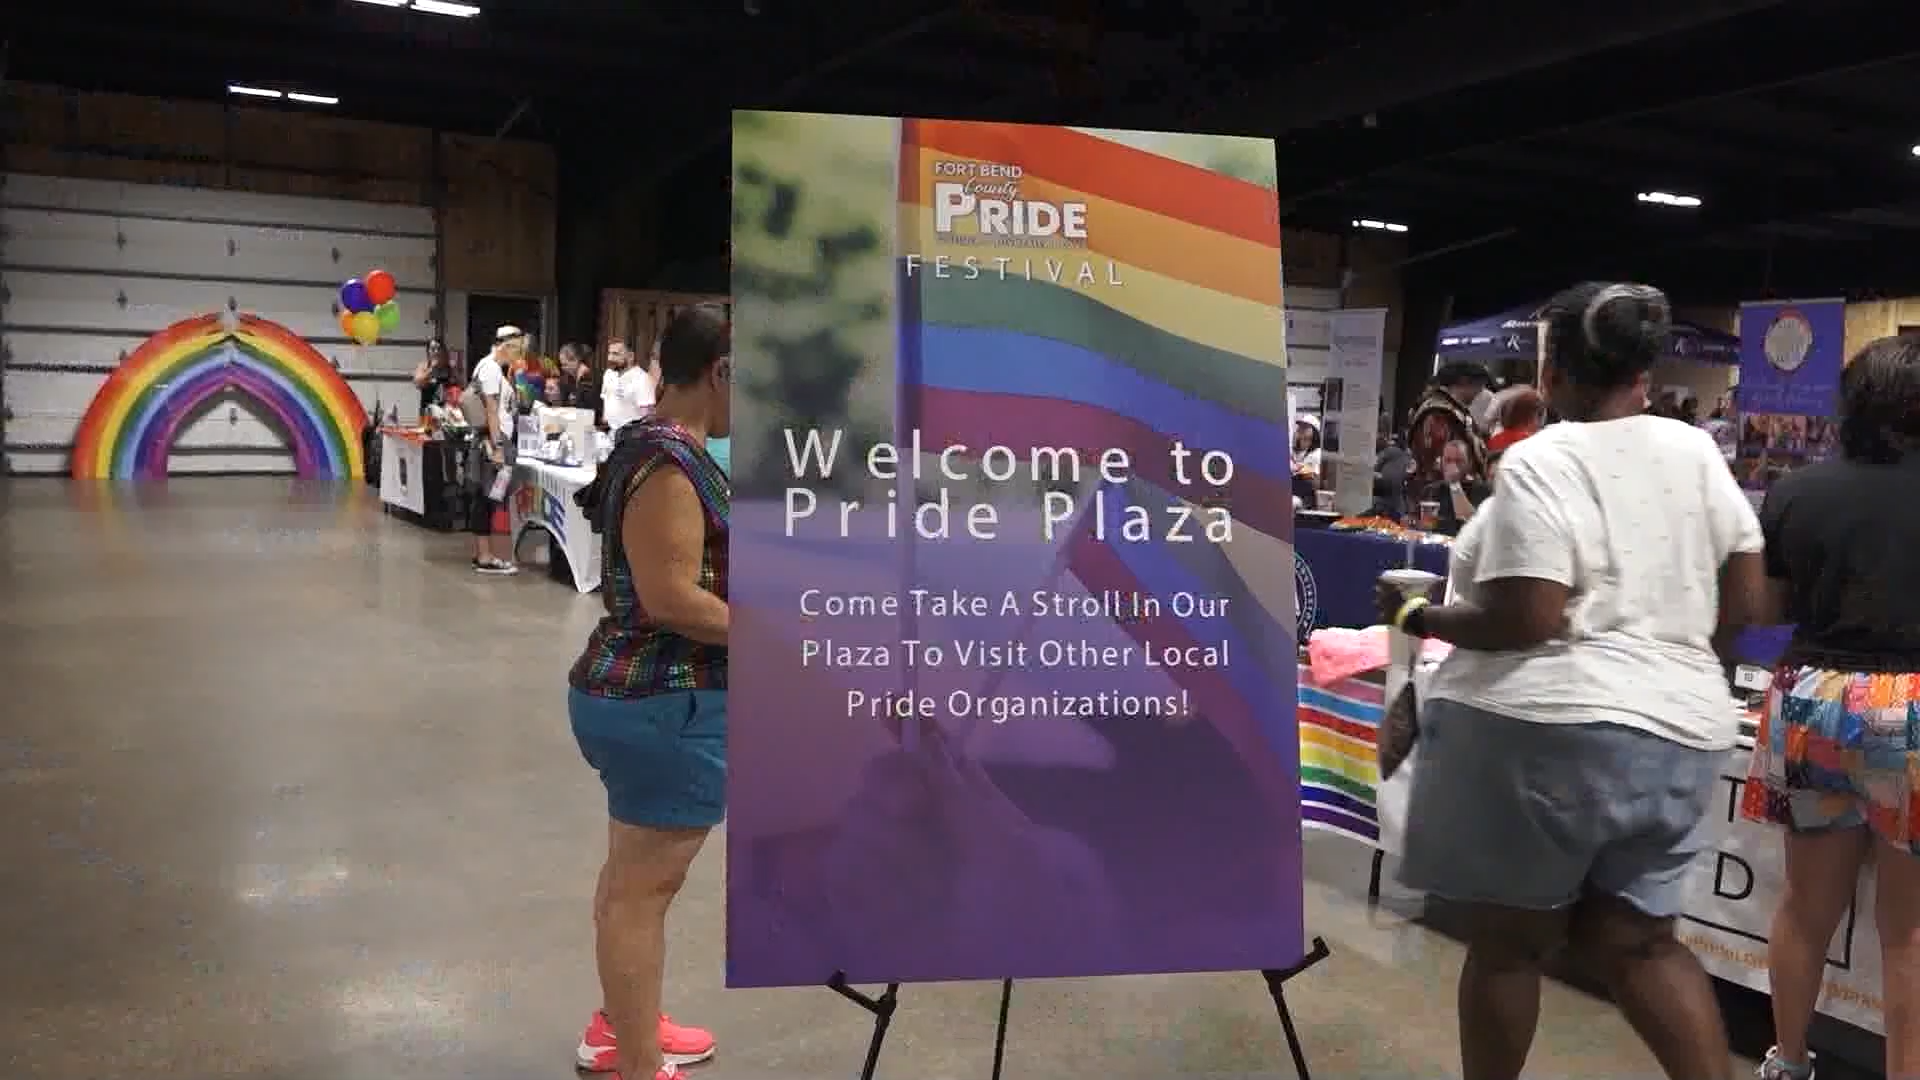 FORT BEND
County
PRIDE
FESTIVAL
Welcome to
Pride Plaza
Come Take A Stroll In Our
Plaza To Visit Other Local
Pride Organizations!
T
D